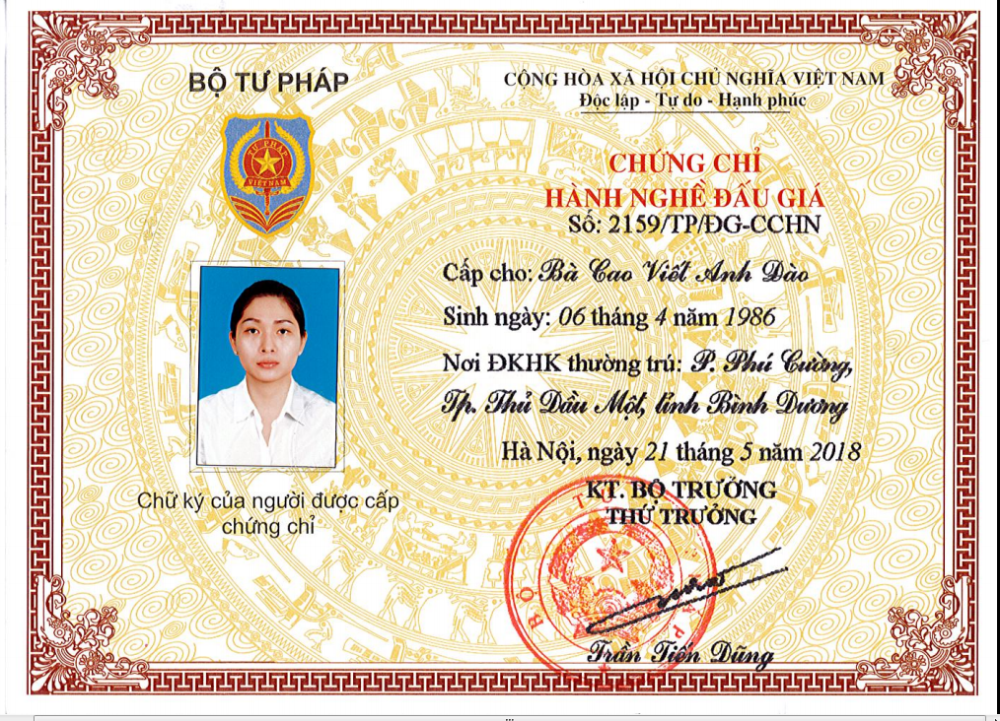 BỘ TƯ PHÁP
CỘNG HÒA XÃ HỘI CHỦ NGHĨA VIỆT NAM
Độc lập - Tự do - Hạnh phúc
TƯ PHÁP
VIỆT NAM
CHỨNG CHỈ
HÀNH NGHỀ ĐẤU GIÁ
Số: 2159/TP/ĐG-CCHN
Cấp cho: Bà Cao Viết Anh Đào
Sinh ngày: 06 tháng 4 năm 1986
Nơi ĐKHK thường trú: P. Phú Cường,
Tp. Thủ Dầu Một, tỉnh Bình Dương
Hà Nội, ngày 21 tháng 5 năm 2018
Chữ ký của người được cấp
chứng chỉ
KT. BỘ TRƯỞNG
THỨ TRƯỞNG
BỘ
Trần Tiến Dũng